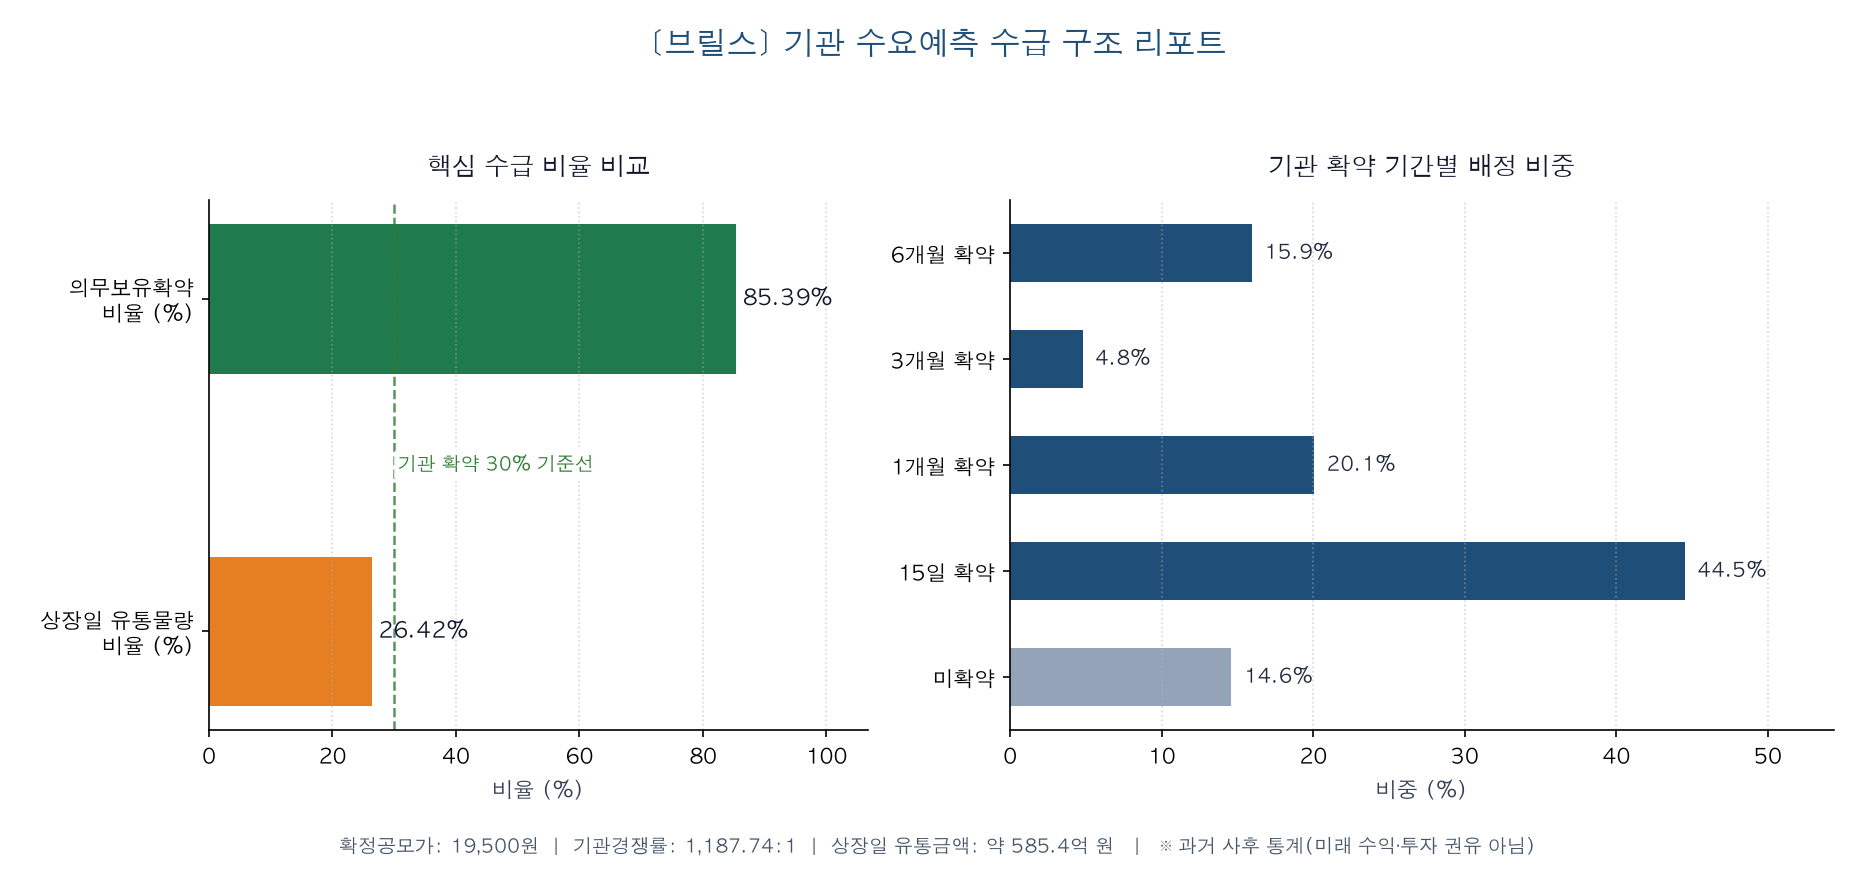 〔브릴스〕 기관 수요예측 수급 구조 리포트
핵심 수급 비율 비교
의무보유확약
비율 (%)
85.39%
기관 확약 30% 기준선
상장일 유통물량
비율 (%)
26.42%
0 20 40 60 80 100
비율 (%)
기관 확약 기간별 배정 비중
6개월 확약 15.9%
3개월 확약 4.8%
1개월 확약 20.1%
15일 확약 44.5%
미확약 14.6%
0 10 20 30 40 50
비중 (%)
확정공모가: 19,500원 | 기관경쟁률: 1,187.74:1 | 상장일 유통금액: 약 585.4억 원 | ※ 과거 사후 통계(미래 수익·투자 권유 아님)